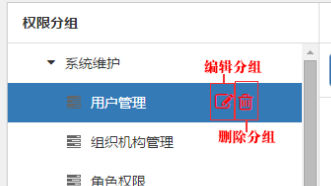 权限分组
系统维护
编辑分组
用户管理
删除分组
组织机构管理
角色权限